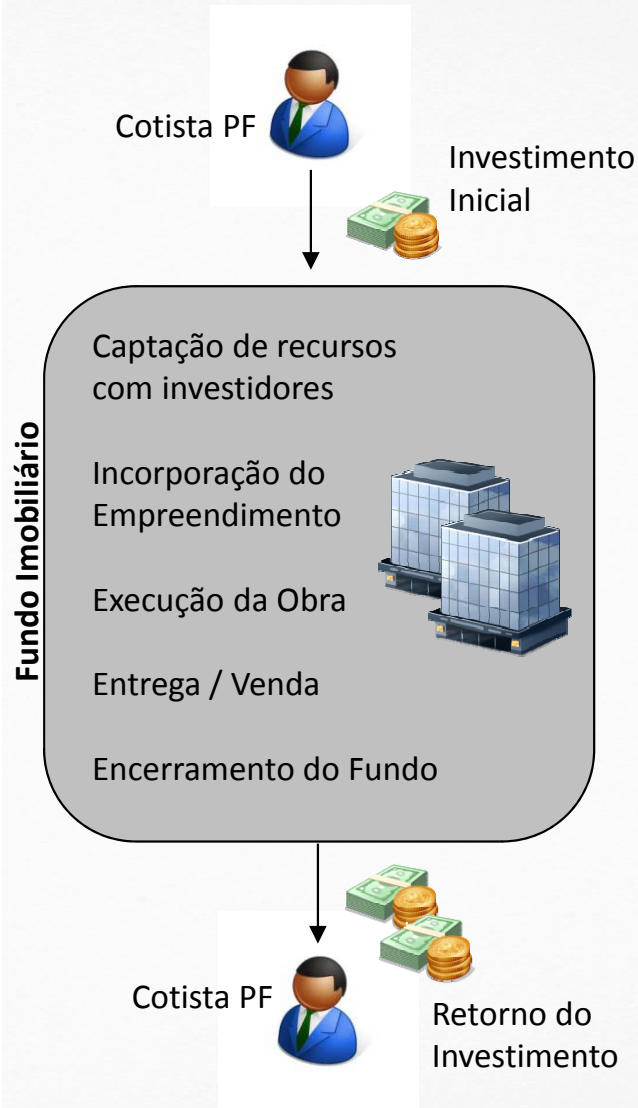 Cotista PF
Investimento
Inicial
Fundo Imobiliário
Captação de recursos
com investidores
Incorporação do
Empreendimento
Execução da Obra
Entrega / Venda
Encerramento do Fundo
Cotista PF
Retorno do
Investimento